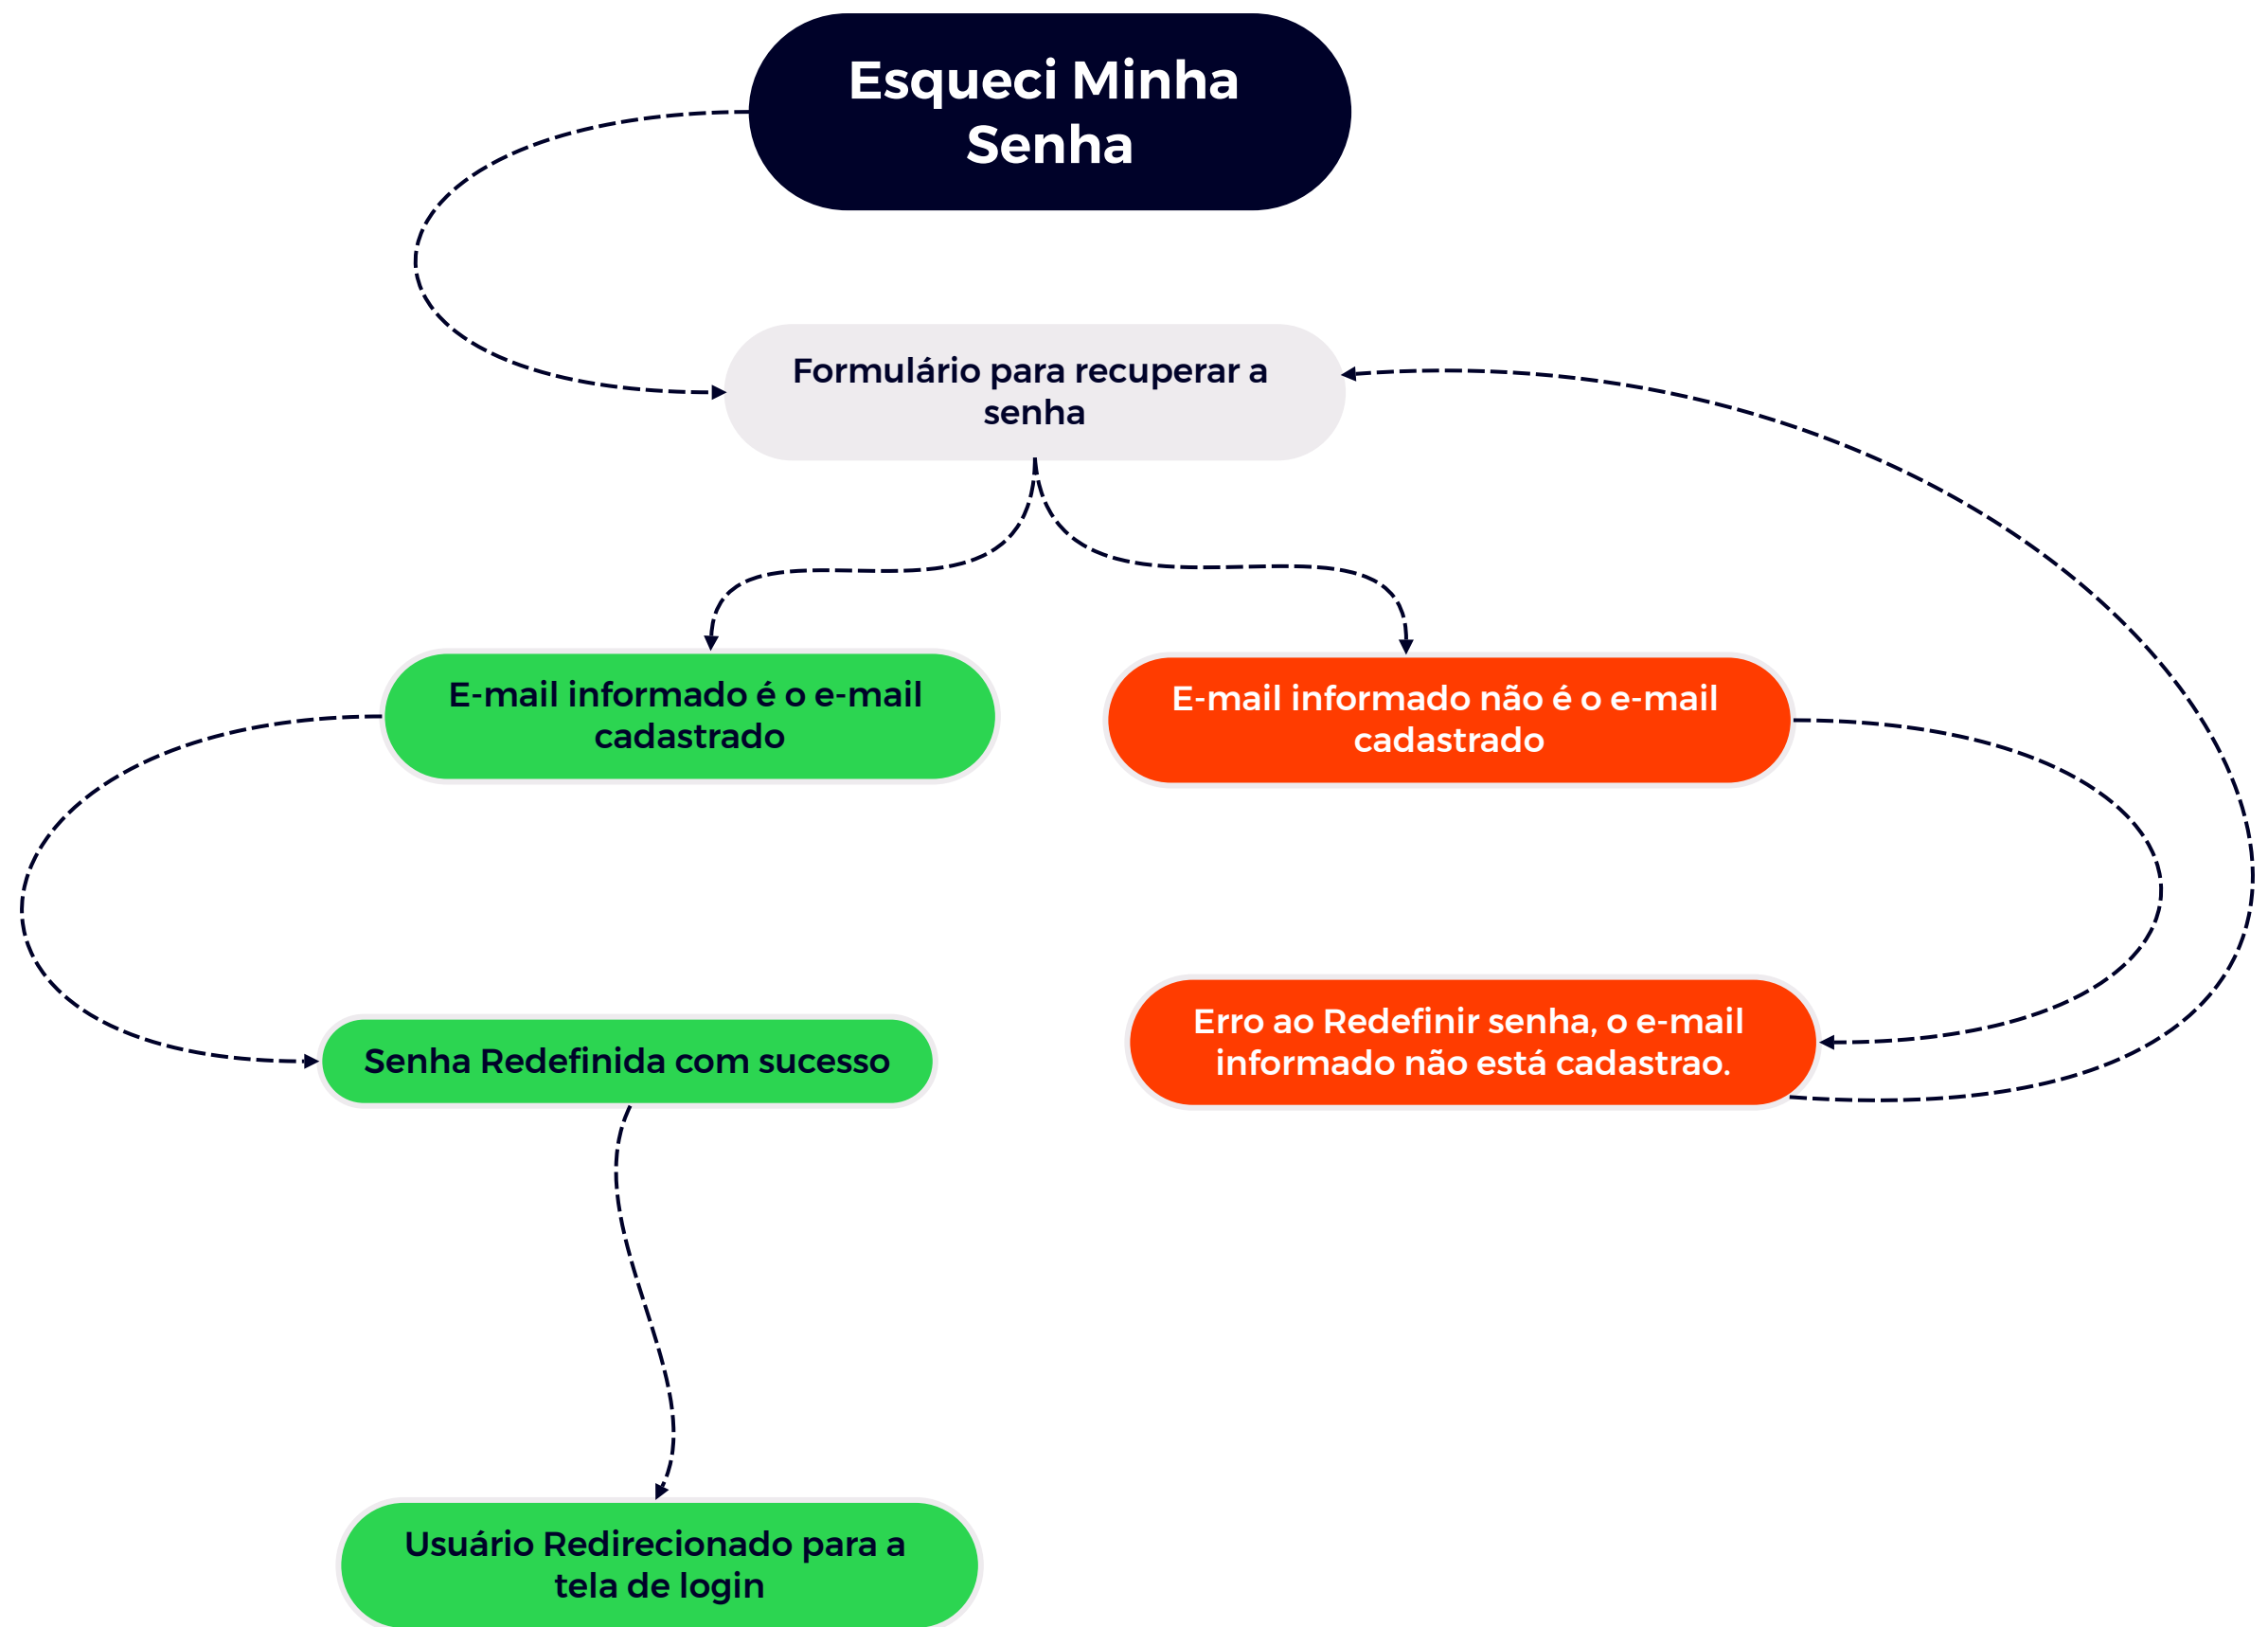 Esqueci Minha
Senha
Formulário para recuperar a
senha
E-mail informado é o e-mail
cadastrado
E-mail informado não é o e-mail
cadastrado
Senha Redefinida com sucesso
Erro ao Redefinir senha, o e-mail
informado não está cadastrao.
Usuário Redirecionado para a
tela de login